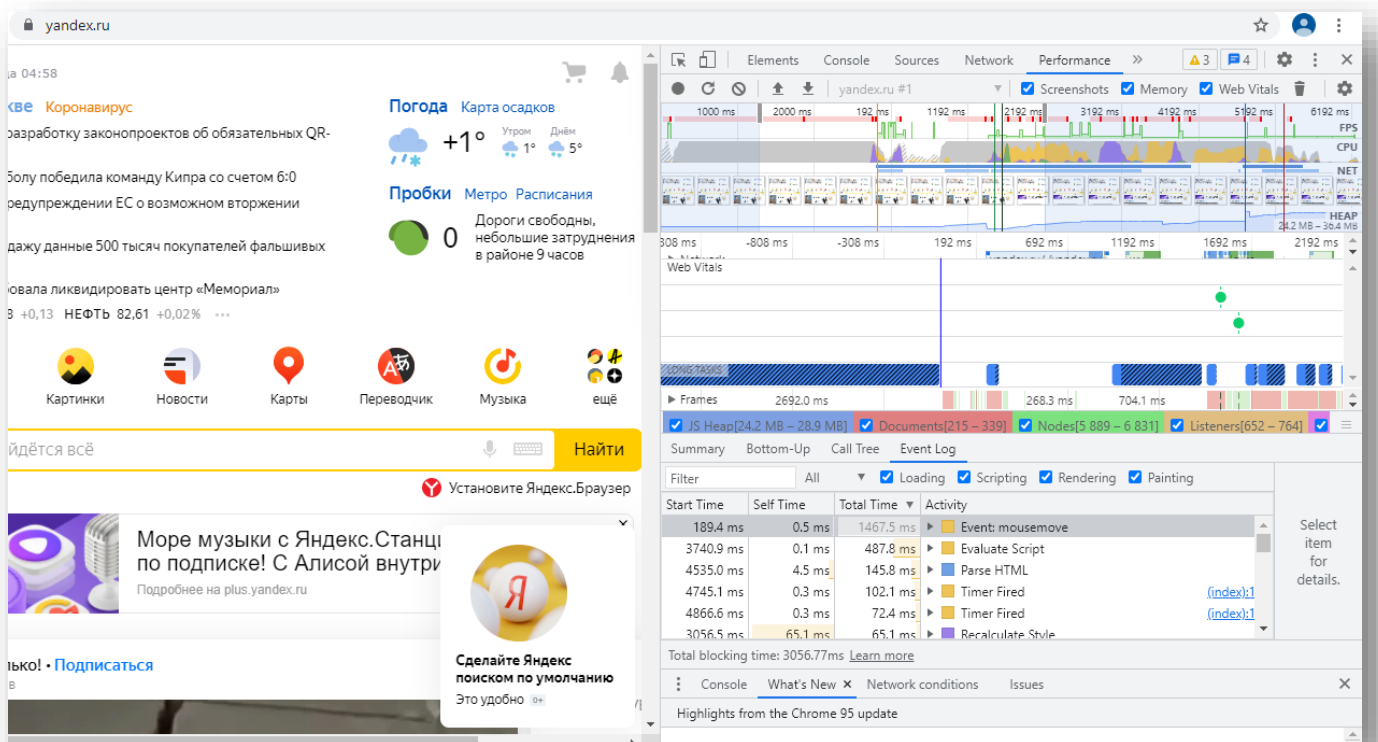 yandex.ru
04:58
Коронавирус
разработку законопроектов об обязательных QR-
победила команду Кипра со счетом 6:0
предупреждении ЕС о возможном вторжении
данные 500 тысяч покупателей фальшивых
ликвидировать центр «Мемориал»
+0,13 НЕФТЬ 82,61 +0,02% ···
Погода Карта осадков
+1° Утром 1° Днём 5°
Пробки Метро Расписания
0 Дороги свободны,
небольшие затруднения
в районе 9 часов
Картинки Новости Карты Переводчик Музыка ещё
йдётся всё Найти
Установите Яндекс.Браузер
Море музыки с Яндекс.Станци
по подписке! С Алисой внутри
Подробнее на plus.yandex.ru
Я
Сделайте Яндекс
поиском по умолчанию
Это удобно 0+
лько! • Подписаться
Elements Console Sources Network Performance » 3 4
yandex.ru #1 Screenshots Memory Web Vitals
1000 ms 2000 ms 192 ms 1192 ms 2192 ms 3192 ms 4192 ms 5192 ms 6192 ms
FPS
CPU
NET
HEAP
24.2 MB – 36.4 MB
308 ms -808 ms -308 ms 192 ms 692 ms 1192 ms 1692 ms 2192 ms
Network
Web Vitals
LONG TASKS
Frames 2692.0 ms 268.3 ms 704.1 ms
JS Heap[24.2 MB – 28.9 MB] Documents[215 – 339] Nodes[5 889 – 6 831] Listeners[652 – 764]
Summary Bottom-Up Call Tree Event Log
Filter All Loading Scripting Rendering Painting
Start Time Self Time Total Time Activity
189.4 ms 0.5 ms 1467.5 ms Event: mousemove
3740.9 ms 0.1 ms 487.8 ms Evaluate Script
4535.0 ms 4.5 ms 145.8 ms Parse HTML
4745.1 ms 0.3 ms 102.1 ms Timer Fired (index):1
4866.6 ms 0.3 ms 72.4 ms Timer Fired (index):1
3056.5 ms 65.1 ms 65.1 ms Recalculate Style
Select
item
for
details.
Total blocking time: 3056.77ms Learn more
Console What's New × Network conditions Issues
Highlights from the Chrome 95 update